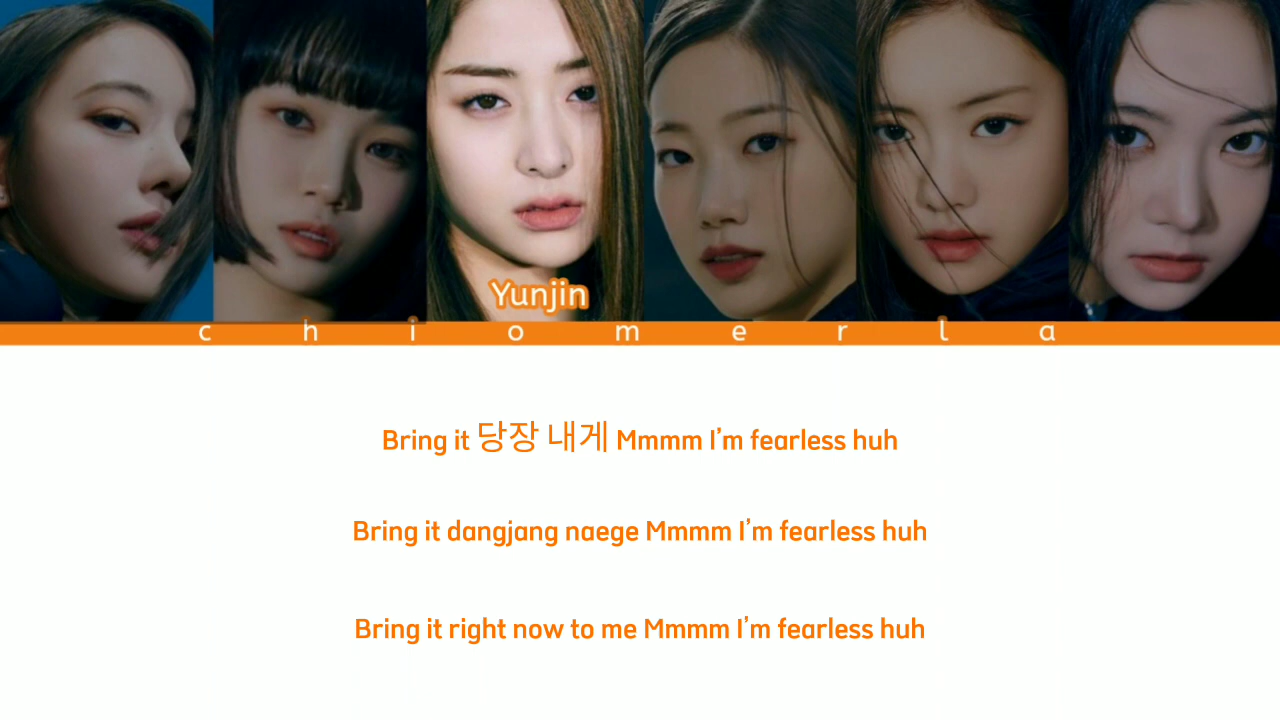 Yunjin
c h i o m e r l a
Bring it 당장 내게 Mmmm I'm fearless huh
Bring it dangjang naege Mmmm I'm fearless huh
Bring it right now to me Mmmm I'm fearless huh